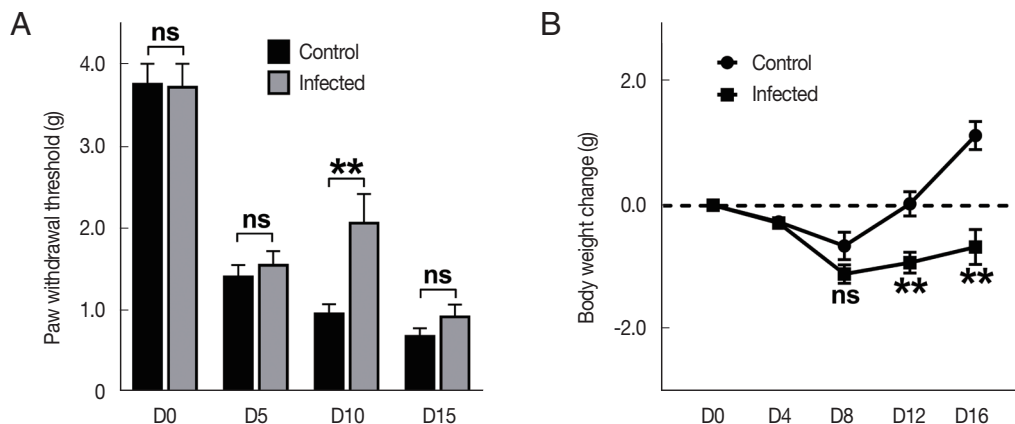 A
ns
Control
Infected
4.0
3.0
2.0
1.0
0
Paw withdrawal threshold (g)
ns
**
ns
D0 D5 D10 D15
B
Control
Infected
2.0
0.0
-2.0
Body weight change (g)
ns
**
**
D0 D4 D8 D12 D16